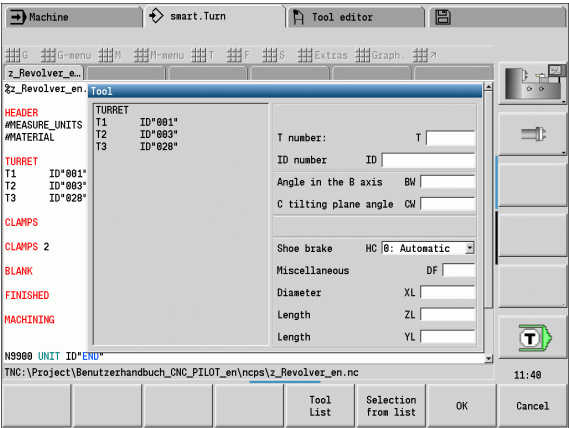 Machine
smart.Turn
Tool editor
G
G-menu
M
M-menu
T
F
S
Extras
Graph.
z_Revolver_e…
%z_Revolver_en.
HEADER
#MEASURE_UNITS
#MATERIAL
TURRET
T1 ID"001"
T2 ID"003"
T3 ID"028"
CLAMPS
CLAMPS 2
BLANK
FINISHED
MACHINING
N9900 UNIT ID"END"
Tool
TURRET
T1 ID"001"
T2 ID"003"
T3 ID"028"
T number: T
ID number ID
Angle in the B axis BW
C tilting plane angle CW
Shoe brake HC 0: Automatic
Miscellaneous DF
Diameter XL
Length ZL
Length YL
T
TNC:\Project\Benutzerhandbuch_CNC_PILOT_en\ncps\z_Revolver_en.nc
11:40
Tool List
Selection from list
OK
Cancel